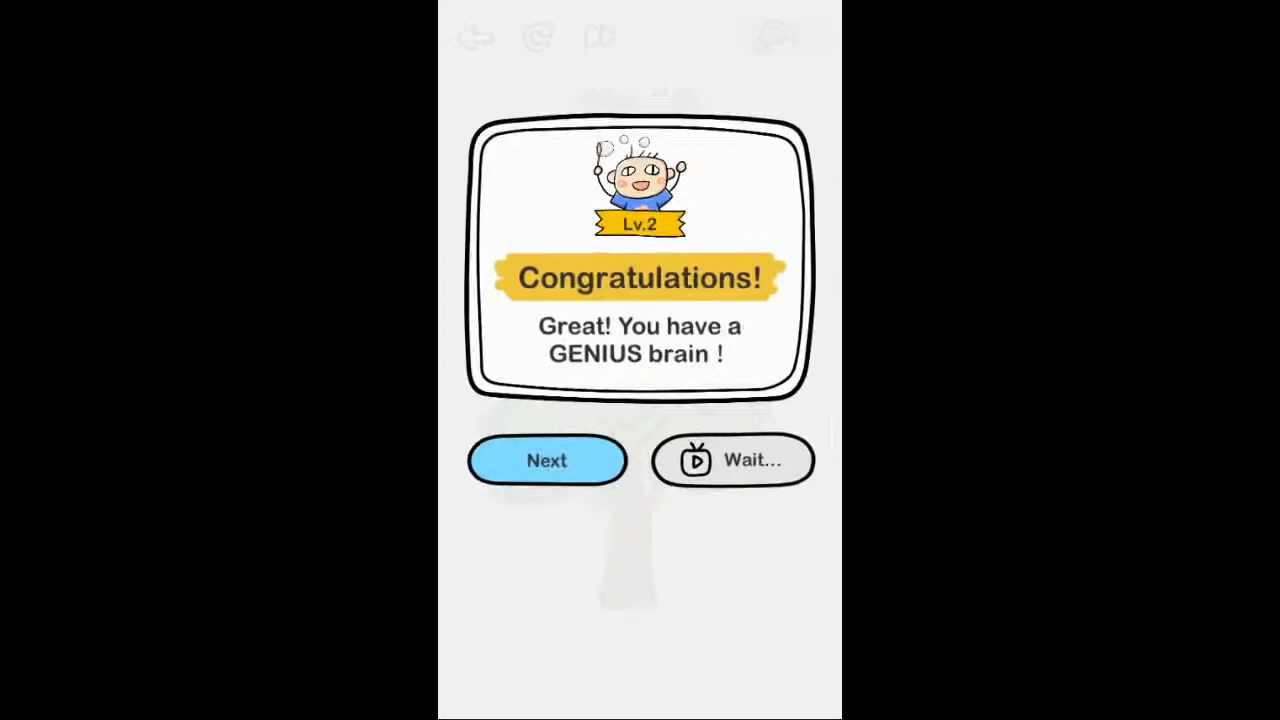 Lv.2
Congratulations!
Great! You have a
GENIUS brain !
Next
Wait...